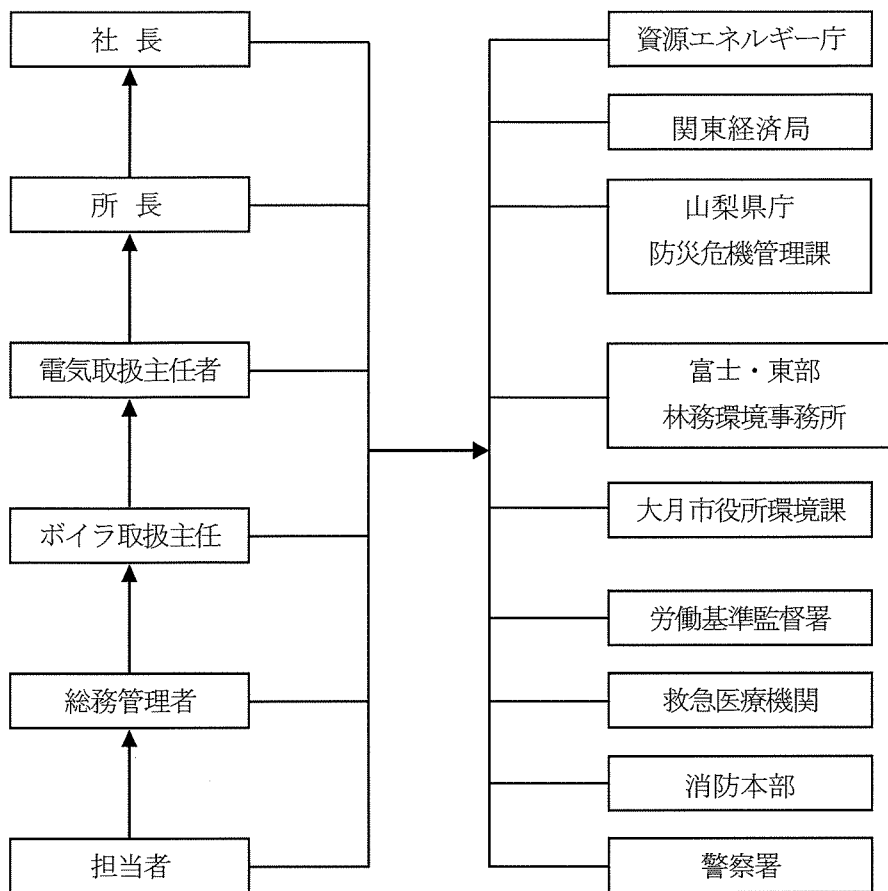 社長
所長
電気取扱主任者
ボイラ取扱主任
総務管理者
担当者
資源エネルギー庁
関東経済局
山梨県庁
防災危機管理課
富士・東部
林務環境事務所
大月市役所環境課
労働基準監督署
救急医療機関
消防本部
警察署